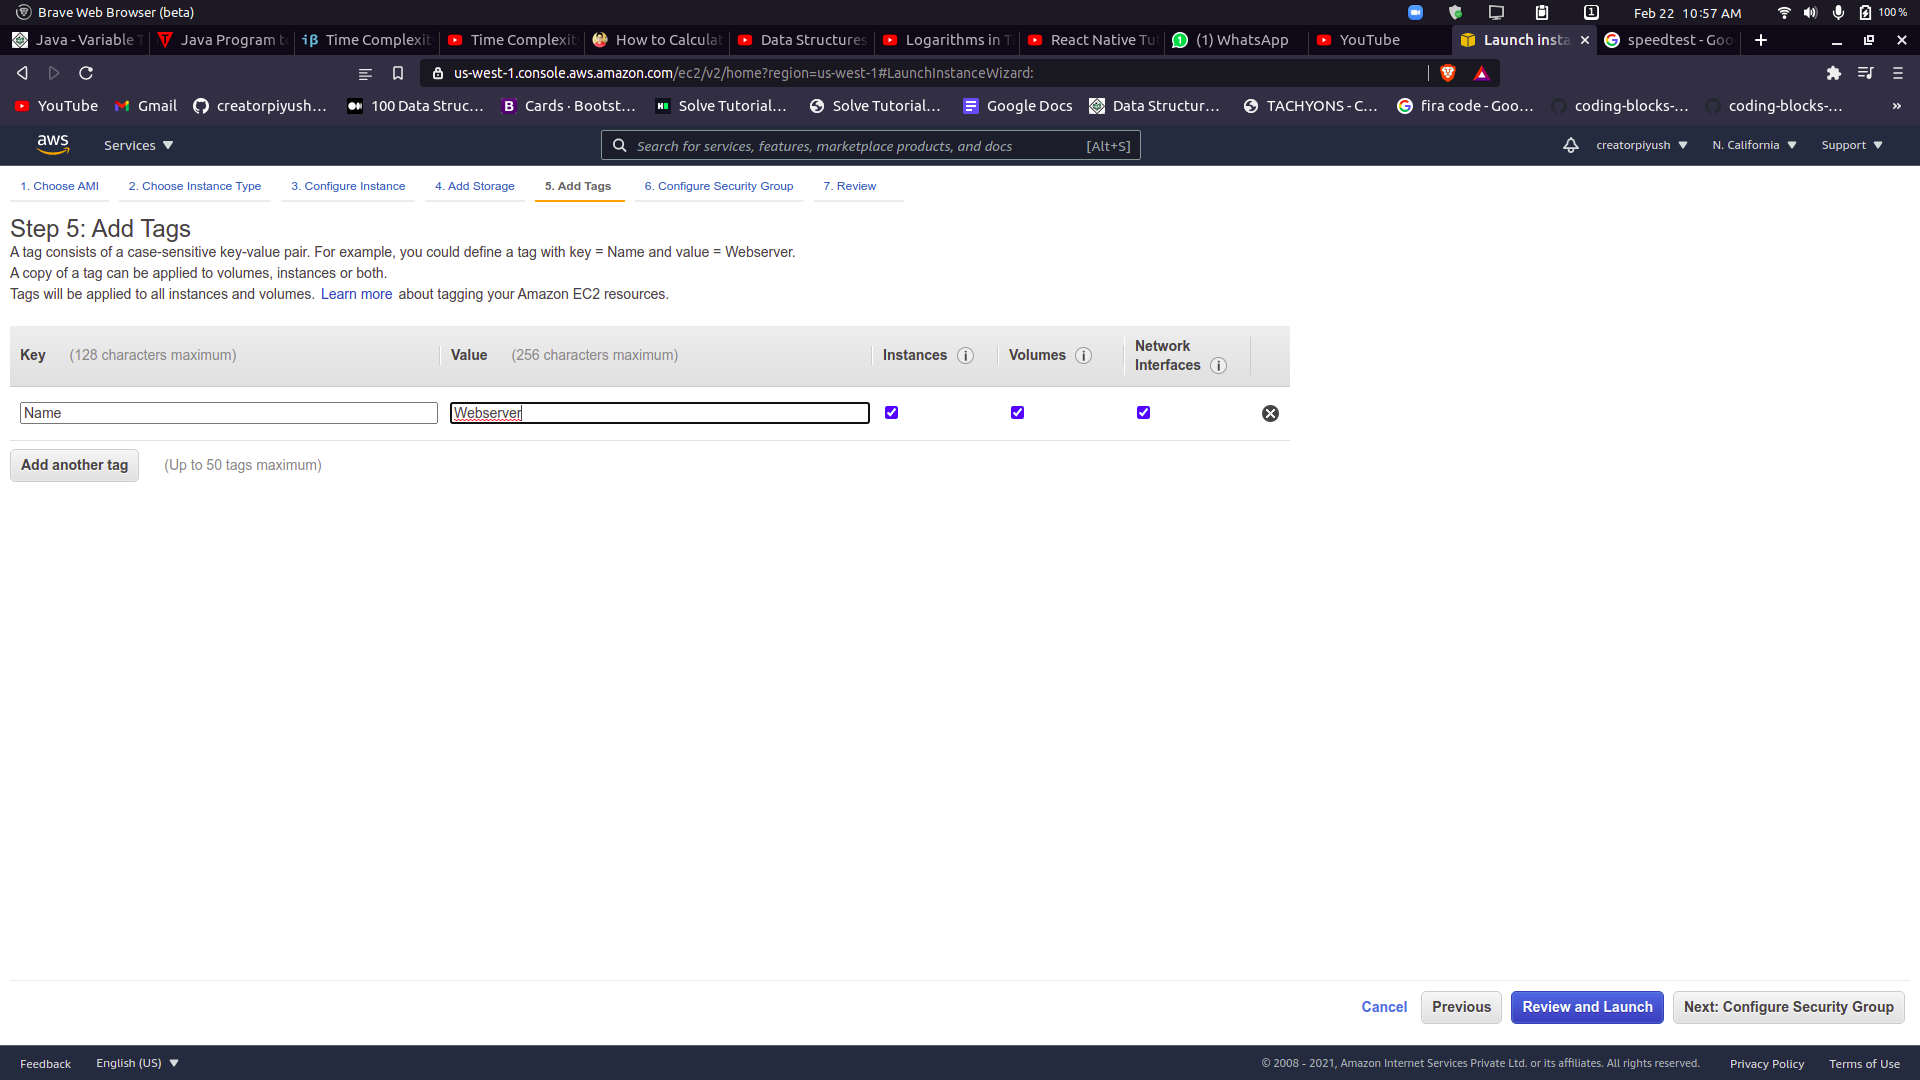 Brave Web Browser (beta)
1
Feb 22 10:57 AM
100 %
Java - Variable T
Java Program to
Time Complexit
Time Complexit
How to Calculat
Data Structures
Logarithms in T
React Native Tu
(1) WhatsApp
YouTube
Launch insta
speedtest - Goo
us-west-1.console.aws.amazon.com/ec2/v2/home?region=us-west-1#LaunchInstanceWizard:
YouTube
Gmail
creatorpiyush...
100 Data Struc...
Cards · Bootst...
Solve Tutorial...
Solve Tutorial...
Google Docs
Data Structur...
TACHYONS - C...
fira code - Goo...
coding-blocks-...
coding-blocks-...
»
aws
Services
Search for services, features, marketplace products, and docs
[Alt+S]
creatorpiyush
N. California
Support
1. Choose AMI
2. Choose Instance Type
3. Configure Instance
4. Add Storage
5. Add Tags
6. Configure Security Group
7. Review
Step 5: Add Tags
A tag consists of a case-sensitive key-value pair. For example, you could define a tag with key = Name and value = Webserver.
A copy of a tag can be applied to volumes, instances or both.
Tags will be applied to all instances and volumes. Learn more about tagging your Amazon EC2 resources.
Key (128 characters maximum)
Value (256 characters maximum)
Instances
Volumes
Network
Interfaces
Name
Webserver
Add another tag
(Up to 50 tags maximum)
Cancel
Previous
Review and Launch
Next: Configure Security Group
Feedback
English (US)
© 2008 - 2021, Amazon Internet Services Private Ltd. or its affiliates. All rights reserved.
Privacy Policy
Terms of Use